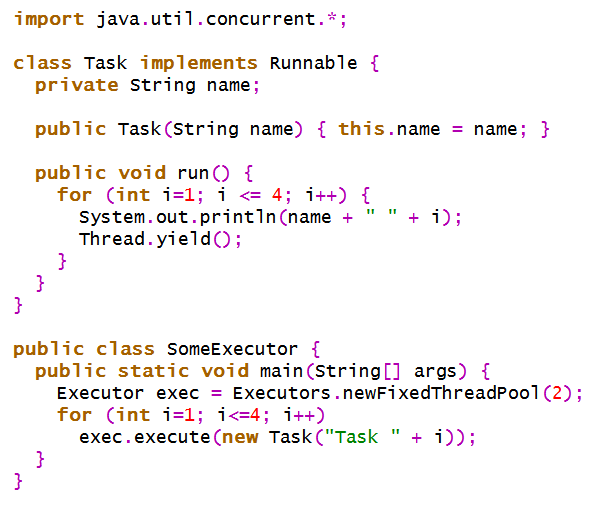 import java.util.concurrent.*;
class Task implements Runnable {
private String name;
public Task(String name) { this.name = name; }
public void run() {
for (int i=1; i <= 4; i++) {
System.out.println(name + " " + i);
Thread.yield();
}
}
}
public class SomeExecutor {
public static void main(String[] args) {
Executor exec = Executors.newFixedThreadPool(2);
for (int i=1; i<=4; i++)
exec.execute(new Task("Task " + i));
}
}